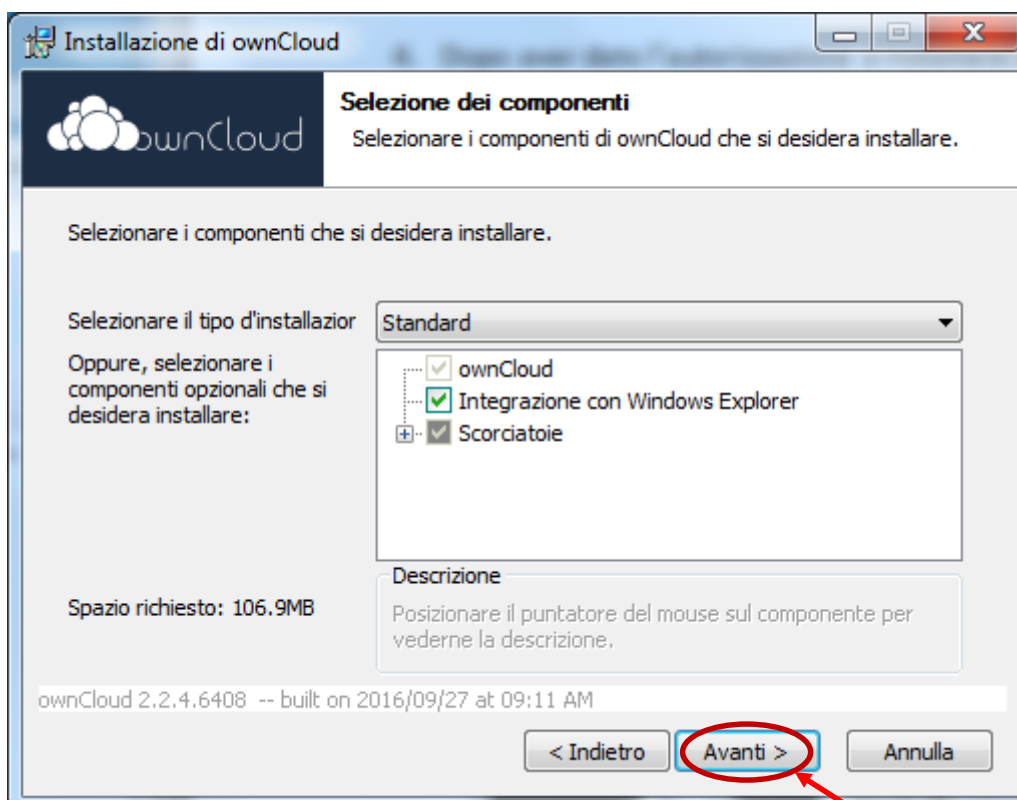 Installazione di ownCloud
ownCloud
Selezione dei componenti
Selezionare i componenti di ownCloud che si desidera installare.
Selezionare i componenti che si desidera installare.
Selezionare il tipo d'installazior
Standard
Oppure, selezionare i
componenti opzionali che si
desidera installare:
ownCloud
Integrazione con Windows Explorer
Scorciatoie
Spazio richiesto: 106.9MB
Descrizione
Posizionare il puntatore del mouse sul componente per
vederne la descrizione.
ownCloud 2.2.4.6408 -- built on 2016/09/27 at 09:11 AM
< Indietro
Avanti >
Annulla